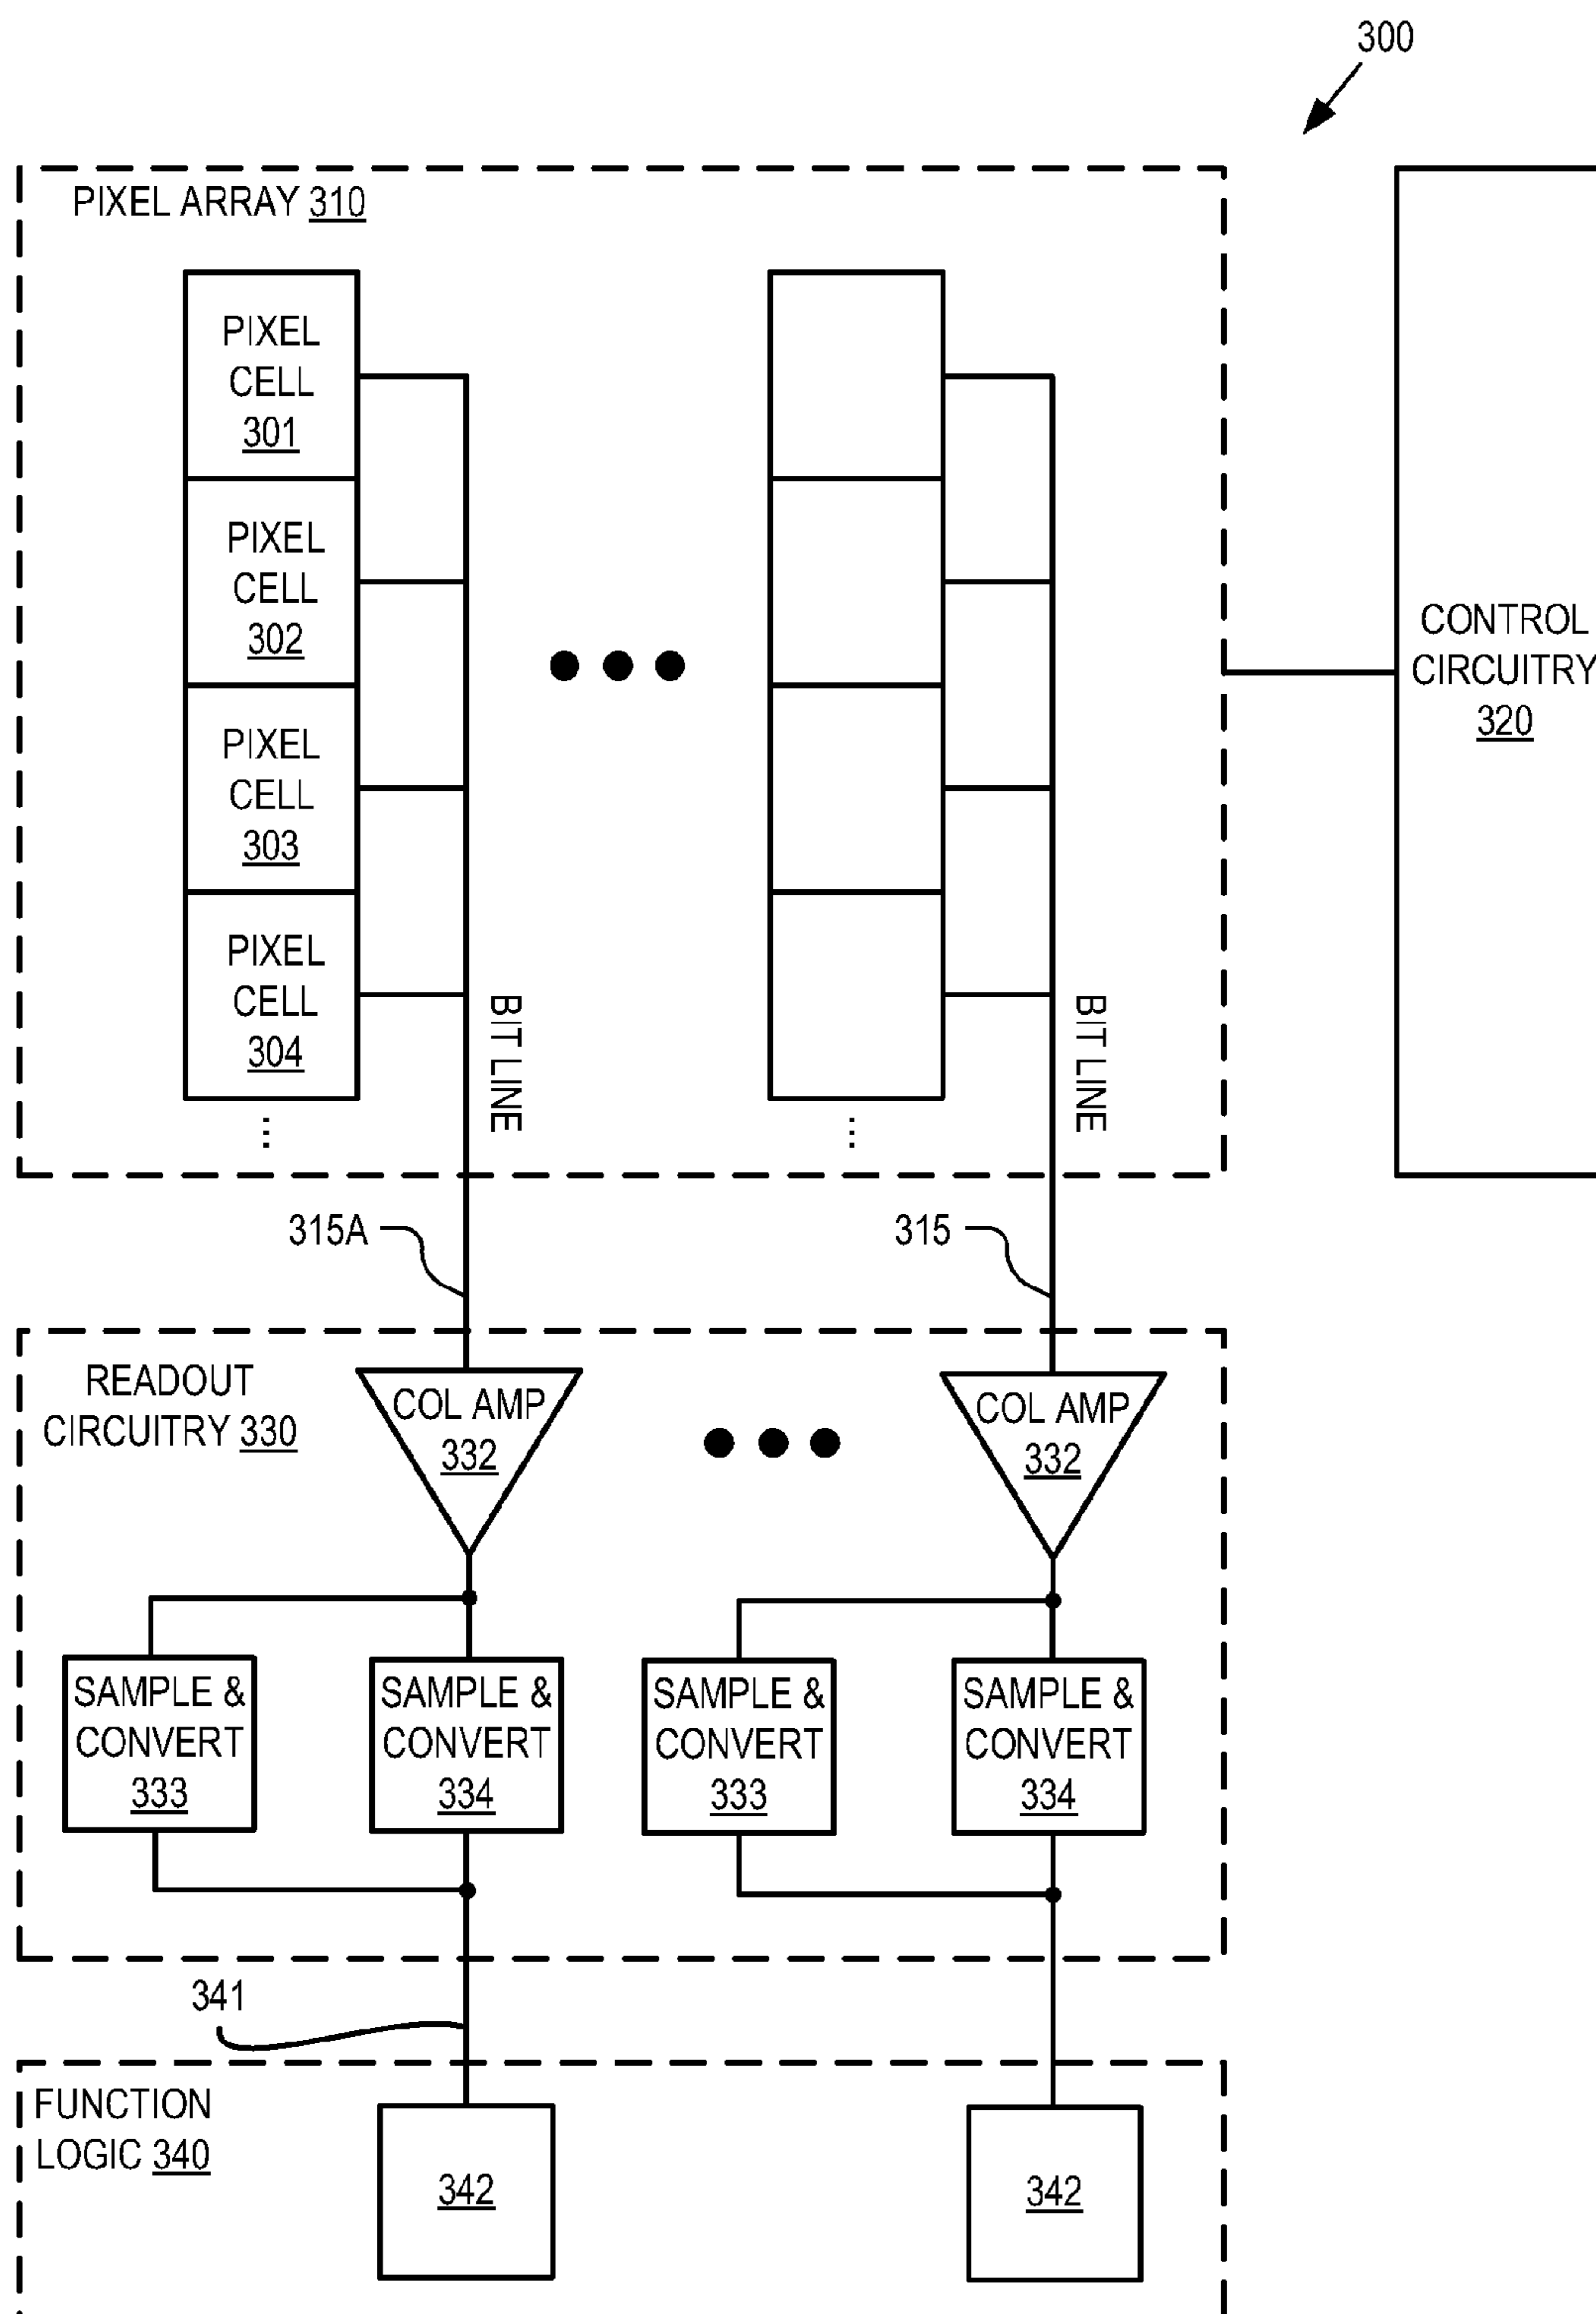 300
PIXEL ARRAY 310
PIXEL
CELL
301
PIXEL
CELL
302
PIXEL
CELL
303
PIXEL
CELL
304
...
...
BIT LINE
BIT LINE
CONTROL
CIRCUITRY
320
315A
315
READOUT
CIRCUITRY 330
COL AMP
332
COL AMP
332
SAMPLE &
CONVERT
333
SAMPLE &
CONVERT
334
SAMPLE &
CONVERT
333
SAMPLE &
CONVERT
334
341
FUNCTION
LOGIC 340
342
342